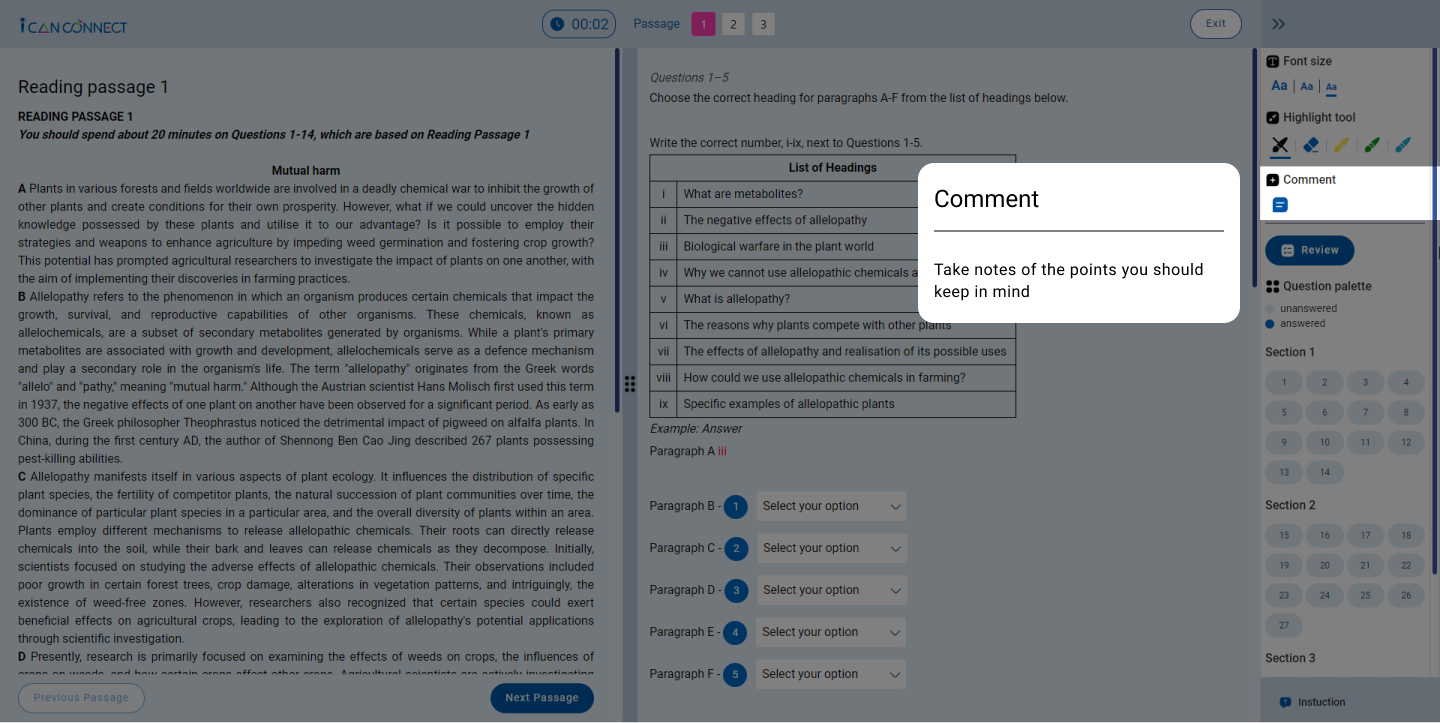 iCAN CONNECT
00:02
Passage 1 2 3
Exit
Reading passage 1
READING PASSAGE 1
You should spend about 20 minutes on Questions 1-14, which are based on Reading Passage 1
Mutual harm
A Plants in various forests and fields worldwide are involved in a deadly chemical war to inhibit the growth of
other plants and create conditions for their own prosperity. However, what if we could uncover the hidden
knowledge possessed by these plants and utilise it to our advantage? Is it possible to employ their
strategies and weapons to enhance agriculture by impeding weed germination and fostering crop growth?
This potential has prompted agricultural researchers to investigate the impact of plants on one another, with
the aim of implementing their discoveries in farming practices.
B Allelopathy refers to the phenomenon in which an organism produces certain chemicals that impact the
growth, survival, and reproductive capabilities of other organisms. These chemicals, known as
allelochemicals, are a subset of secondary metabolites generated by organisms. While a plant's primary
metabolites are associated with growth and development, allelochemicals serve as a defence mechanism
and play a secondary role in the organism's life. The term "allelopathy" originates from the Greek words
"allelo" and "pathy," meaning "mutual harm." Although the Austrian scientist Hans Molisch first used this term
in 1937, the negative effects of one plant on another have been observed for a significant period. As early as
300 BC, the Greek philosopher Theophrastus noticed the detrimental impact of pigweed on alfalfa plants. In
China, during the first century AD, the author of Shennong Ben Cao Jing described 267 plants possessing
pest-killing abilities.
C Allelopathy manifests itself in various aspects of plant ecology. It influences the distribution of specific
plant species, the fertility of competitor plants, the natural succession of plant communities over time, the
dominance of particular plant species in a particular area, and the overall diversity of plants within an area.
Plants employ different mechanisms to release allelopathic chemicals. Their roots can directly release
chemicals into the soil, while their bark and leaves can release chemicals as they decompose. Initially,
scientists focused on studying the adverse effects of allelopathic chemicals. Their observations included
poor growth in certain forest trees, crop damage, alterations in vegetation patterns, and intriguingly, the
existence of weed-free zones. However, researchers also recognized that certain species could exert
beneficial effects on agricultural crops, leading to the exploration of allelopathy's potential applications
through scientific investigation.
D Presently, research is primarily focused on examining the effects of weeds on crops, the influences of
crops on weeds, and how certain crops affect other crops. Agricultural scientists are actively investigating
Previous Passage
Next Passage
Questions 1–5
Choose the correct heading for paragraphs A-F from the list of headings below.
Write the correct number, i-ix, next to Questions 1-5.
List of Headings
i What are metabolites?
ii The negative effects of allelopathy
iii Biological warfare in the plant world
iv Why we cannot use allelopathic chemicals a
v What is allelopathy?
vi The reasons why plants compete with other plants
vii The effects of allelopathy and realisation of its possible uses
viii How could we use allelopathic chemicals in farming?
ix Specific examples of allelopathic plants
Example: Answer
Paragraph A iii
Paragraph B - 1 Select your option
Paragraph C - 2 Select your option
Paragraph D - 3 Select your option
Paragraph E - 4 Select your option
Paragraph F - 5 Select your option
Comment
Take notes of the points you should
keep in mind
Font size
Aa Aa Aa
Highlight tool
Comment
Review
Question palette
unanswered
answered
Section 1
1 2 3 4
5 6 7 8
9 10 11 12
13 14
Section 2
15 16 17 18
19 20 21 22
23 24 25 26
27
Section 3
Instuction